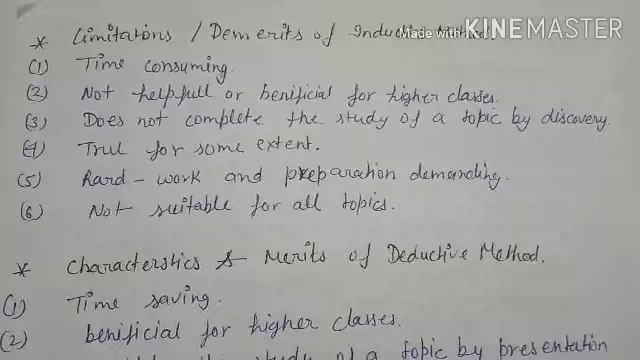 * Limitations / Demerits of Inductive
Made with KINEMASTER
(1) Time consuming.
(2) Not helpfull or benificial for higher classes.
(3) Does not complete the study of a topic by discovery.
(4) True for some extent.
(5) Hard - work and preparation demanding.
(6) Not suitable for all topics.
* Characterstics & Merits of Deductive Method.
(1) Time saving.
(2) benificial for higher classes.
the study of a topic by presentation